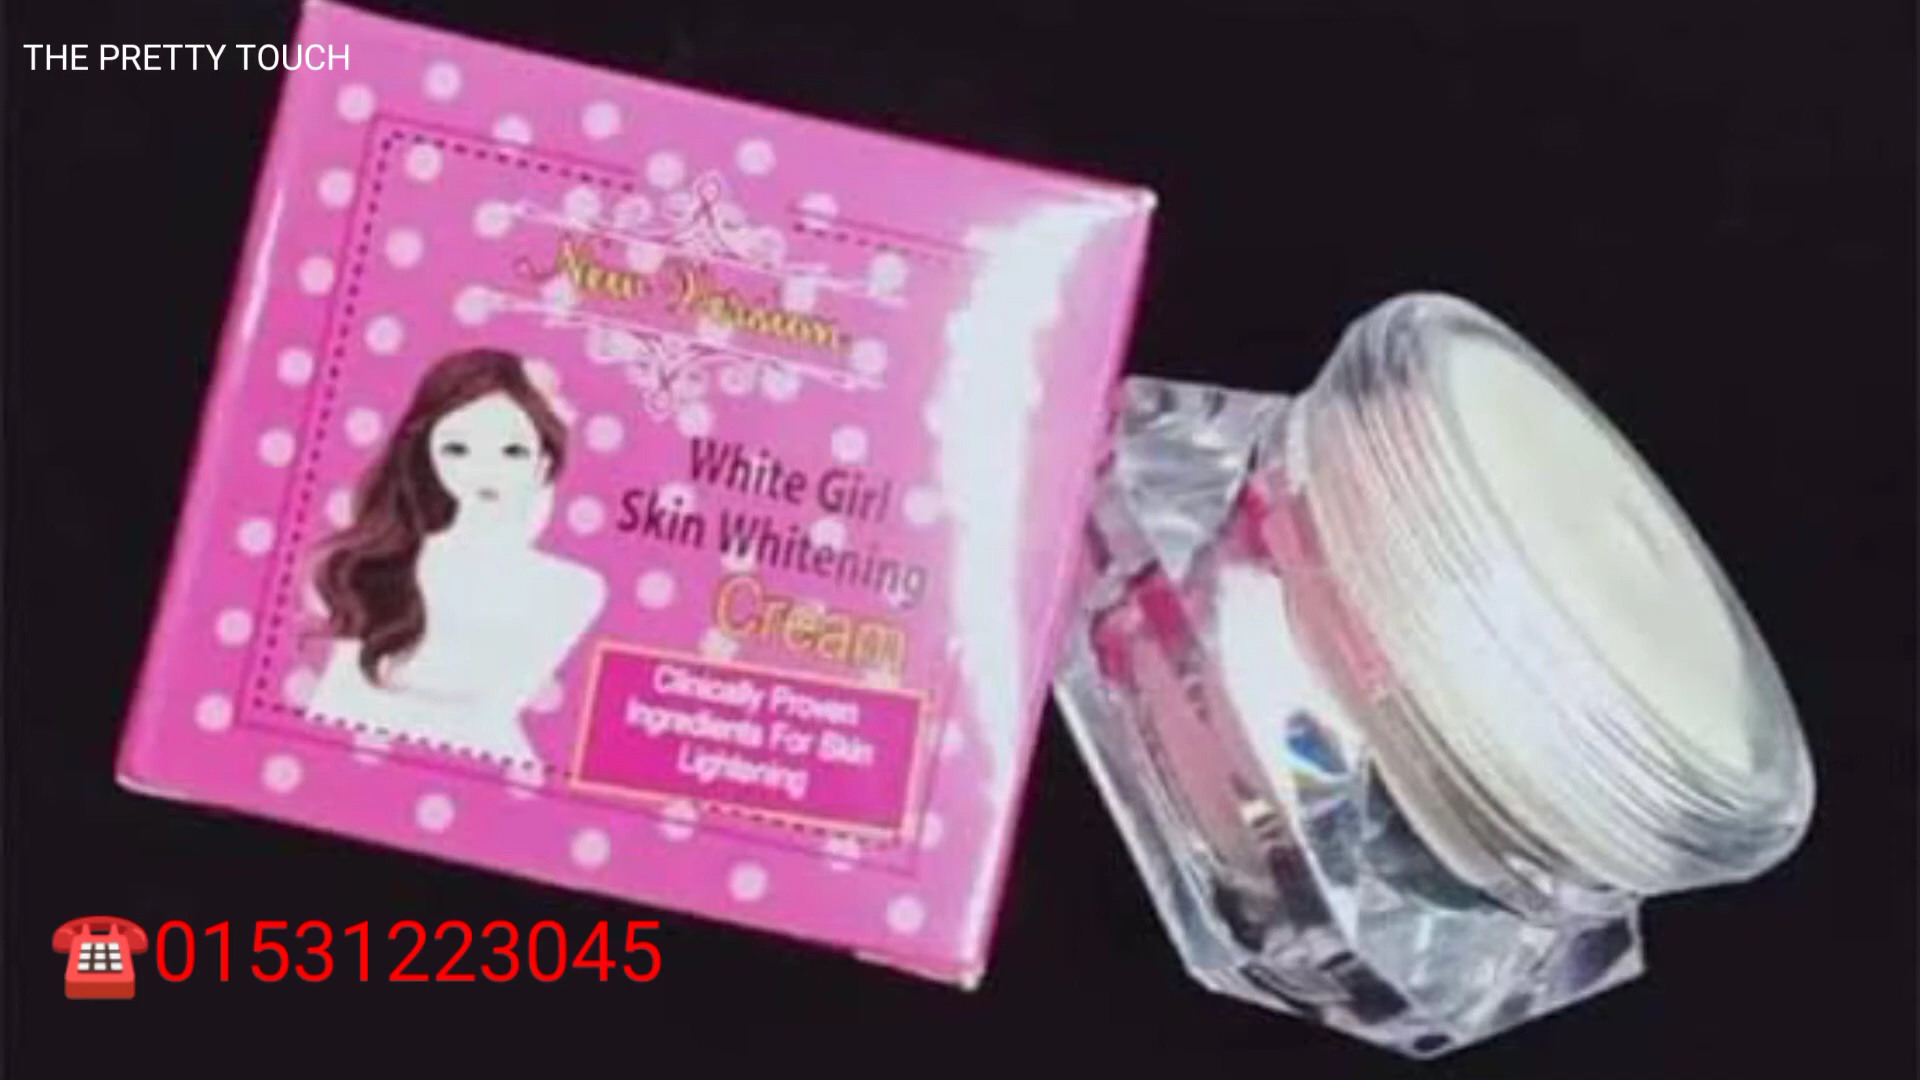 THE PRETTY TOUCH
New Version
White Girl
Skin Whitening
Cream
Clinically Proven
Ingredients For Skin
Lightening
☎01531223045